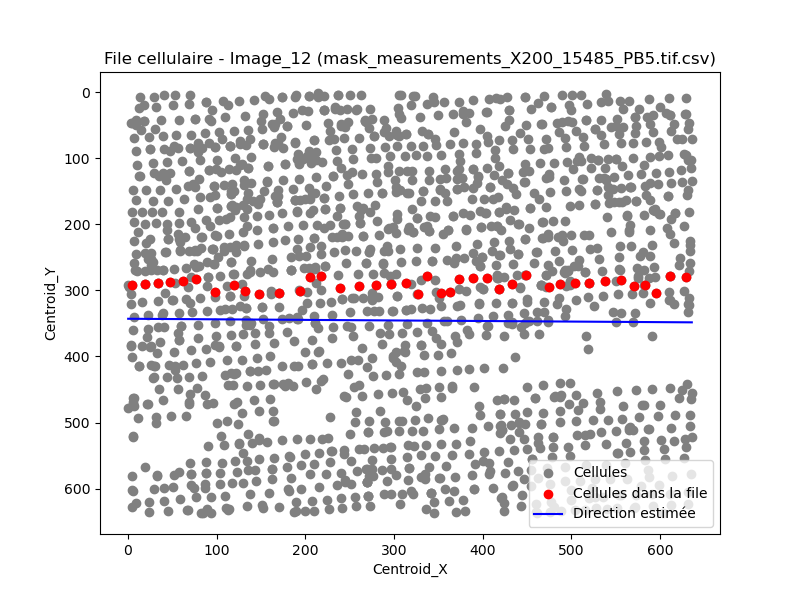 File cellulaire - Image_12 (mask_measurements_X200_15485_PB5.tif.csv)
0
100
200
300
400
500
600
Centroid_Y
0 100 200 300 400 500 600
Centroid_X
Cellules
Cellules dans la file
Direction estimée